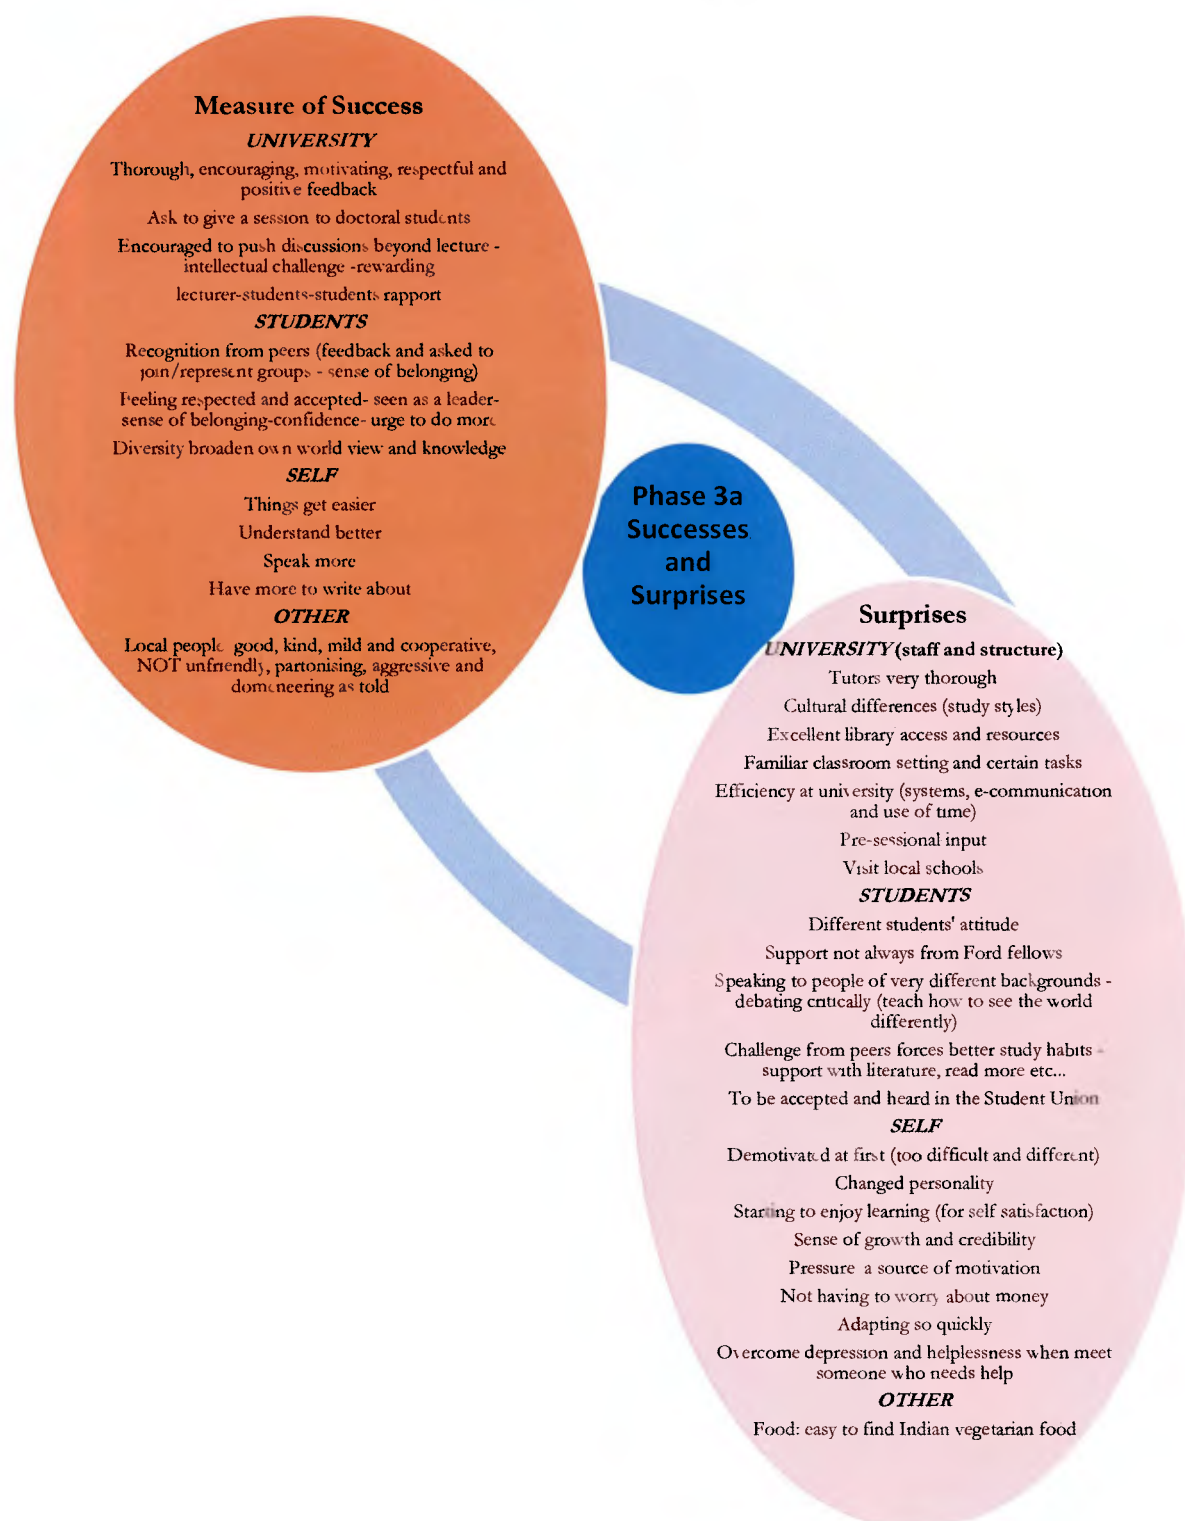 Measure of Success
UNIVERSITY
Thorough, encouraging, motivating, respectful and
positive feedback
Ask to give a session to doctoral students
Encouraged to push discussions beyond lecture -
intellectual challenge -rewarding
lecturer-students-students rapport
STUDENTS
Recognition from peers (feedback and asked to
join/represent groups - sense of belonging)
Feeling respected and accepted- seen as a leader-
sense of belonging-confidence- urge to do more
Diversity broaden own world view and knowledge
SELF
Things get easier
Understand better
Speak more
Have more to write about
OTHER
Local people good, kind, mild and cooperative,
NOT unfriendly, partonising, aggressive and
domeneering as told
Phase 3a
Successes
and
Surprises
Surprises
UNIVERSITY (staff and structure)
Tutors very thorough
Cultural differences (study styles)
Excellent library access and resources
Familiar classroom setting and certain tasks
Efficiency at university (systems, e-communication
and use of time)
Pre-sessional input
Visit local schools
STUDENTS
Different students' attitude
Support not always from Ford fellows
Speaking to people of very different backgrounds -
debating critically (teach how to see the world
differently)
Challenge from peers forces better study habits -
support with literature, read more etc...
To be accepted and heard in the Student Union
SELF
Demotivated at first (too difficult and different)
Changed personality
Starting to enjoy learning (for self satisfaction)
Sense of growth and credibility
Pressure a source of motivation
Not having to worry about money
Adapting so quickly
Overcome depression and helplessness when meet
someone who needs help
OTHER
Food: easy to find Indian vegetarian food